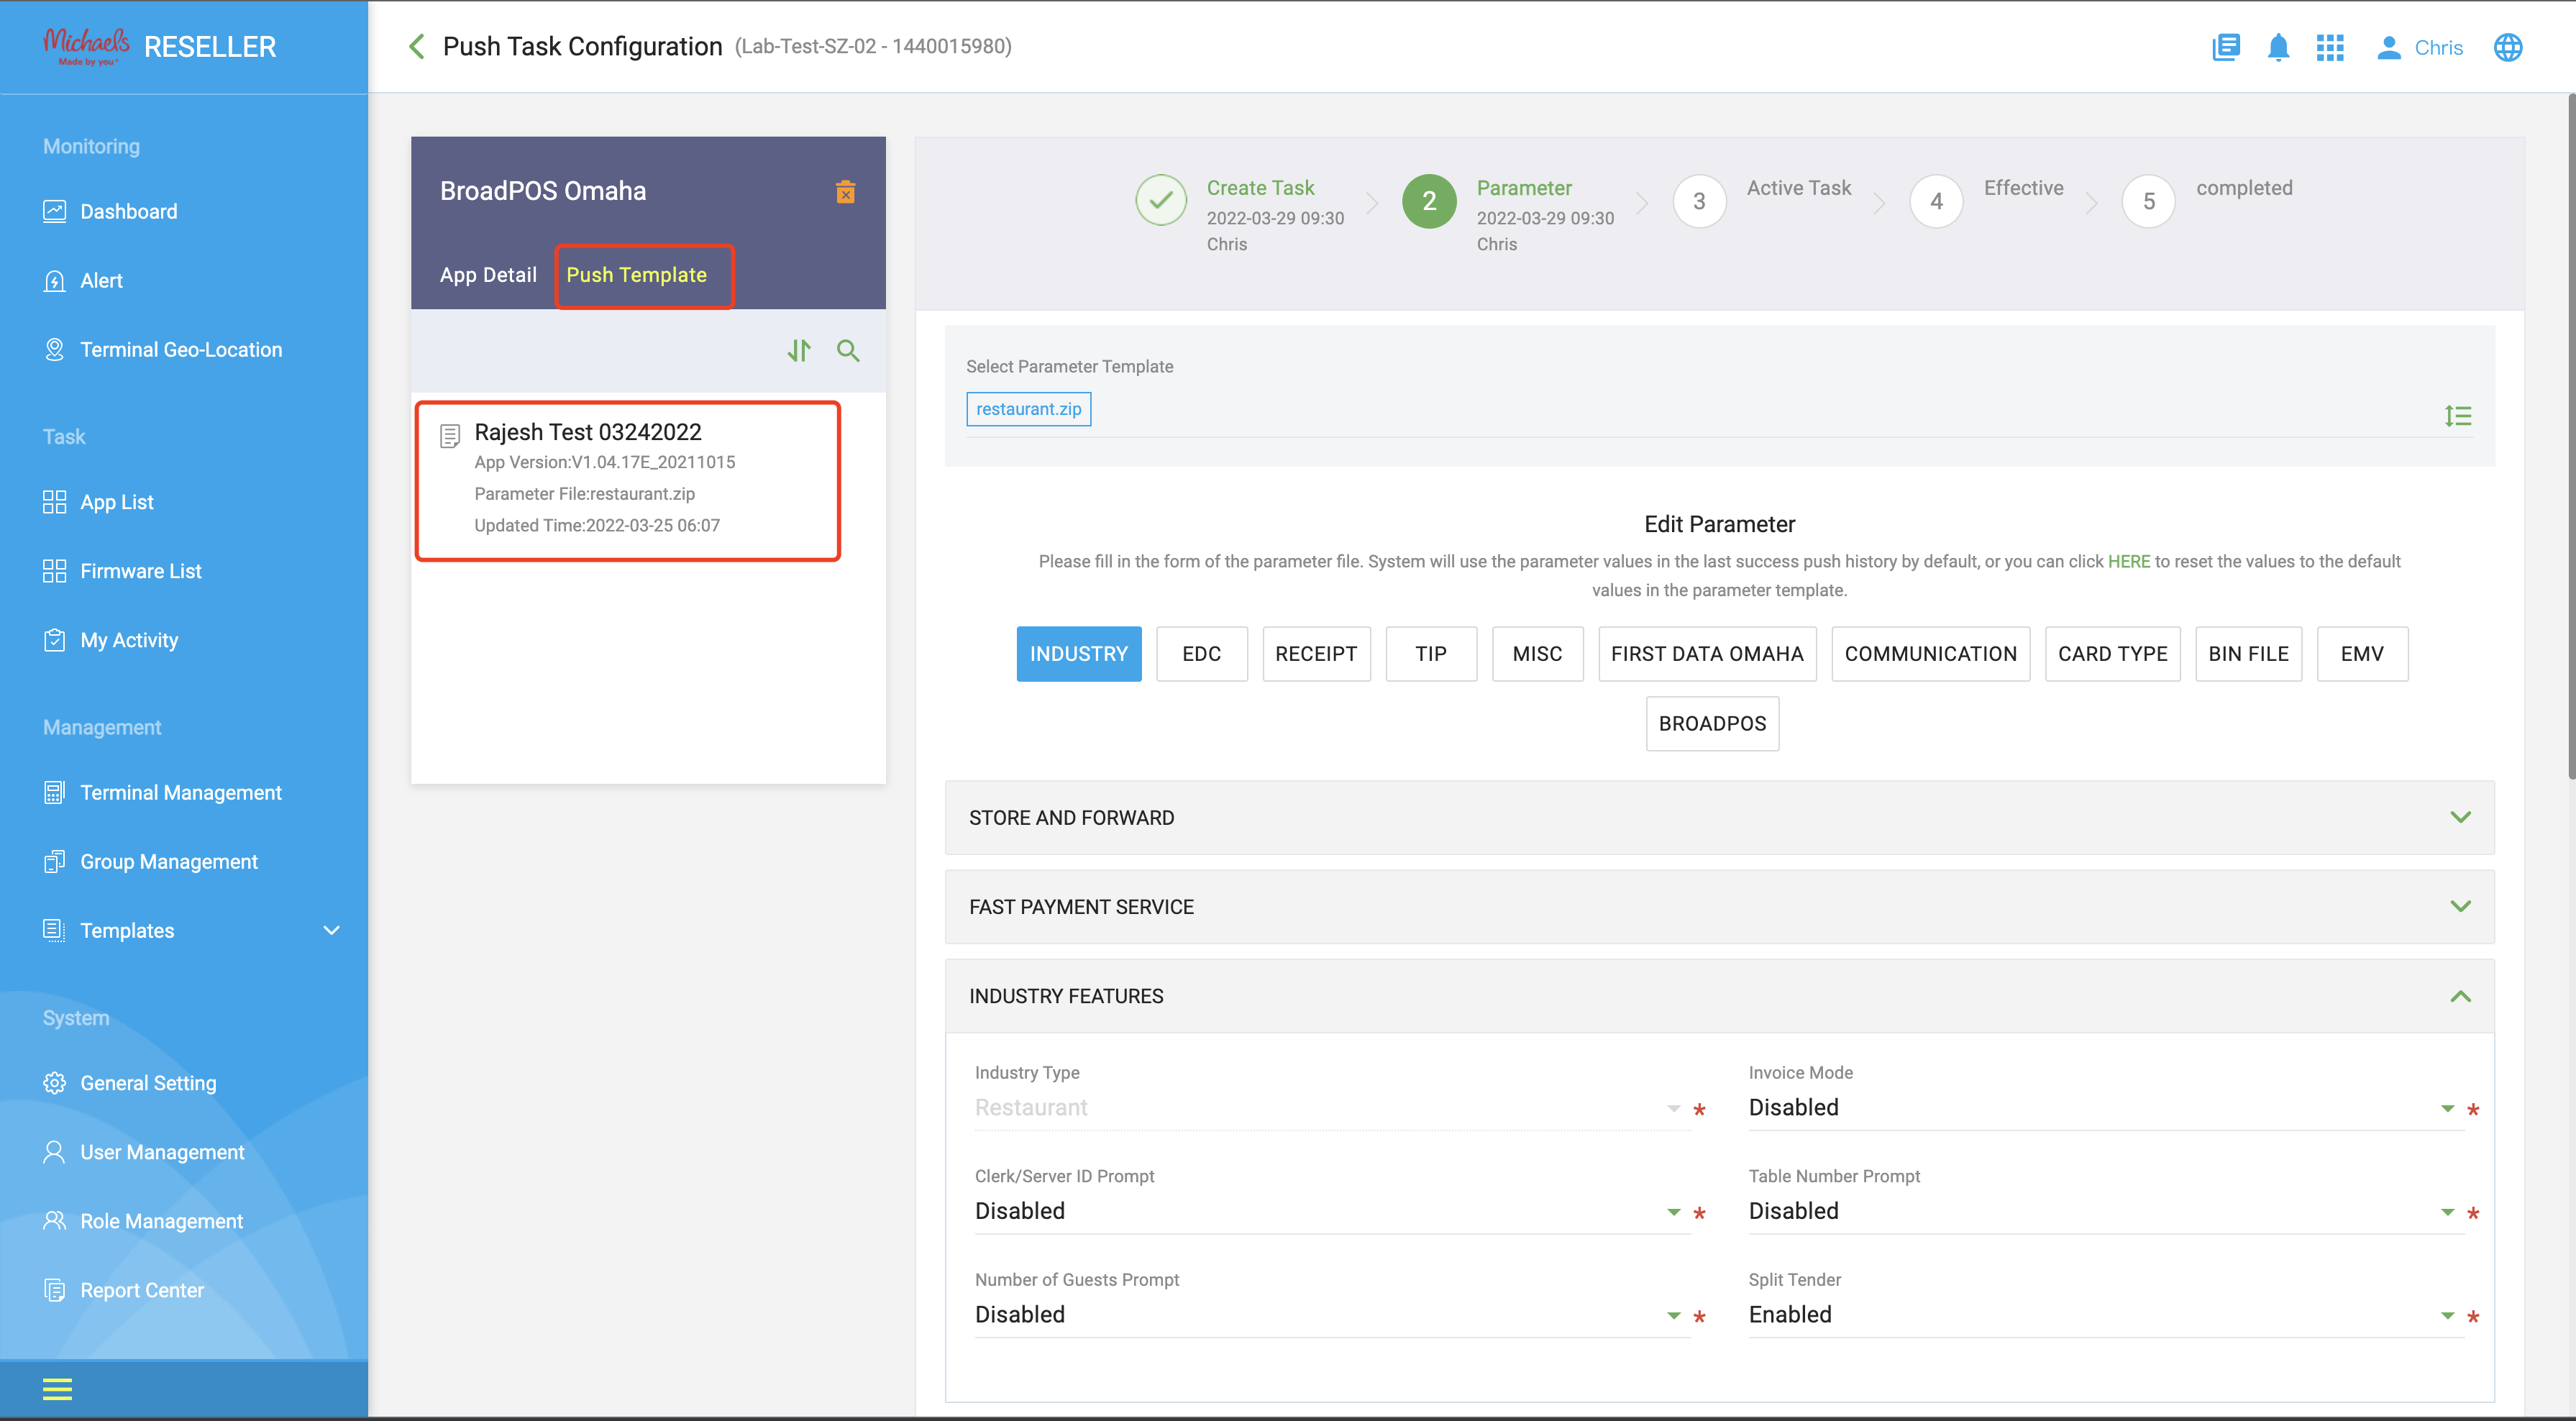 Michaels
Made by you
RESELLER
Push Task Configuration (Lab-Test-SZ-02 - 1440015980)
Chris
Monitoring
Dashboard
Alert
Terminal Geo-Location
Task
App List
Firmware List
My Activity
Management
Terminal Management
Group Management
Templates
System
General Setting
User Management
Role Management
Report Center
BroadPOS Omaha
App Detail Push Template
Rajesh Test 03242022
App Version:V1.04.17E_20211015
Parameter File:restaurant.zip
Updated Time:2022-03-25 06:07
Create Task
2022-03-29 09:30
Chris
2 Parameter
2022-03-29 09:30
Chris
3 Active Task
4 Effective
5 completed
Select Parameter Template
restaurant.zip
Edit Parameter
Please fill in the form of the parameter file. System will use the parameter values in the last success push history by default, or you can click HERE to reset the values to the default
values in the parameter template.
INDUSTRY EDC RECEIPT TIP MISC FIRST DATA OMAHA COMMUNICATION CARD TYPE BIN FILE EMV
BROADPOS
STORE AND FORWARD
FAST PAYMENT SERVICE
INDUSTRY FEATURES
Industry Type
Restaurant *
Invoice Mode
Disabled *
Clerk/Server ID Prompt
Disabled *
Table Number Prompt
Disabled *
Number of Guests Prompt
Disabled *
Split Tender
Enabled *